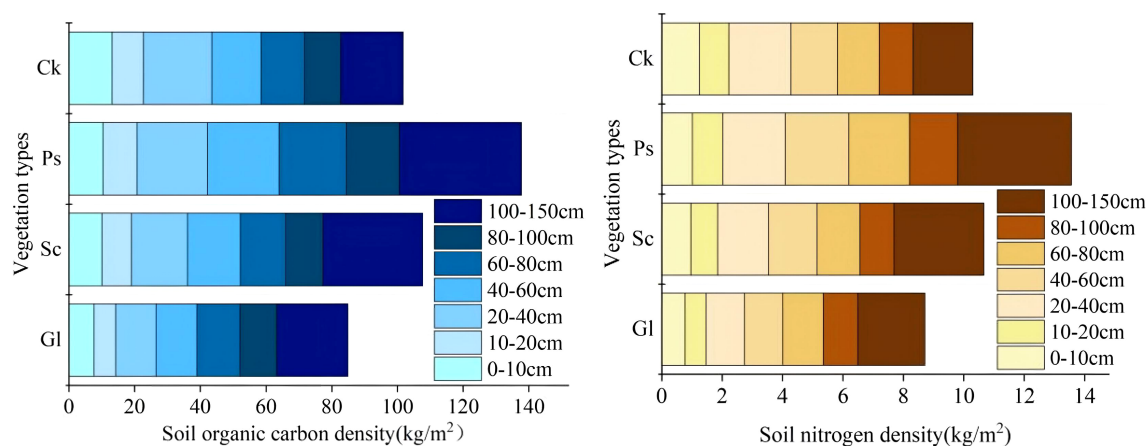 Vegetation types
Ck
Ps
Sc
Gl
100-150cm
80-100cm
60-80cm
40-60cm
20-40cm
10-20cm
0-10cm
0 20 40 60 80 100 120 140
Soil organic carbon density(kg/m²)
Vegetation types
Ck
Ps
Sc
Gl
100-150cm
80-100cm
60-80cm
40-60cm
20-40cm
10-20cm
0-10cm
0 2 4 6 8 10 12 14
Soil nitrogen density(kg/m²)